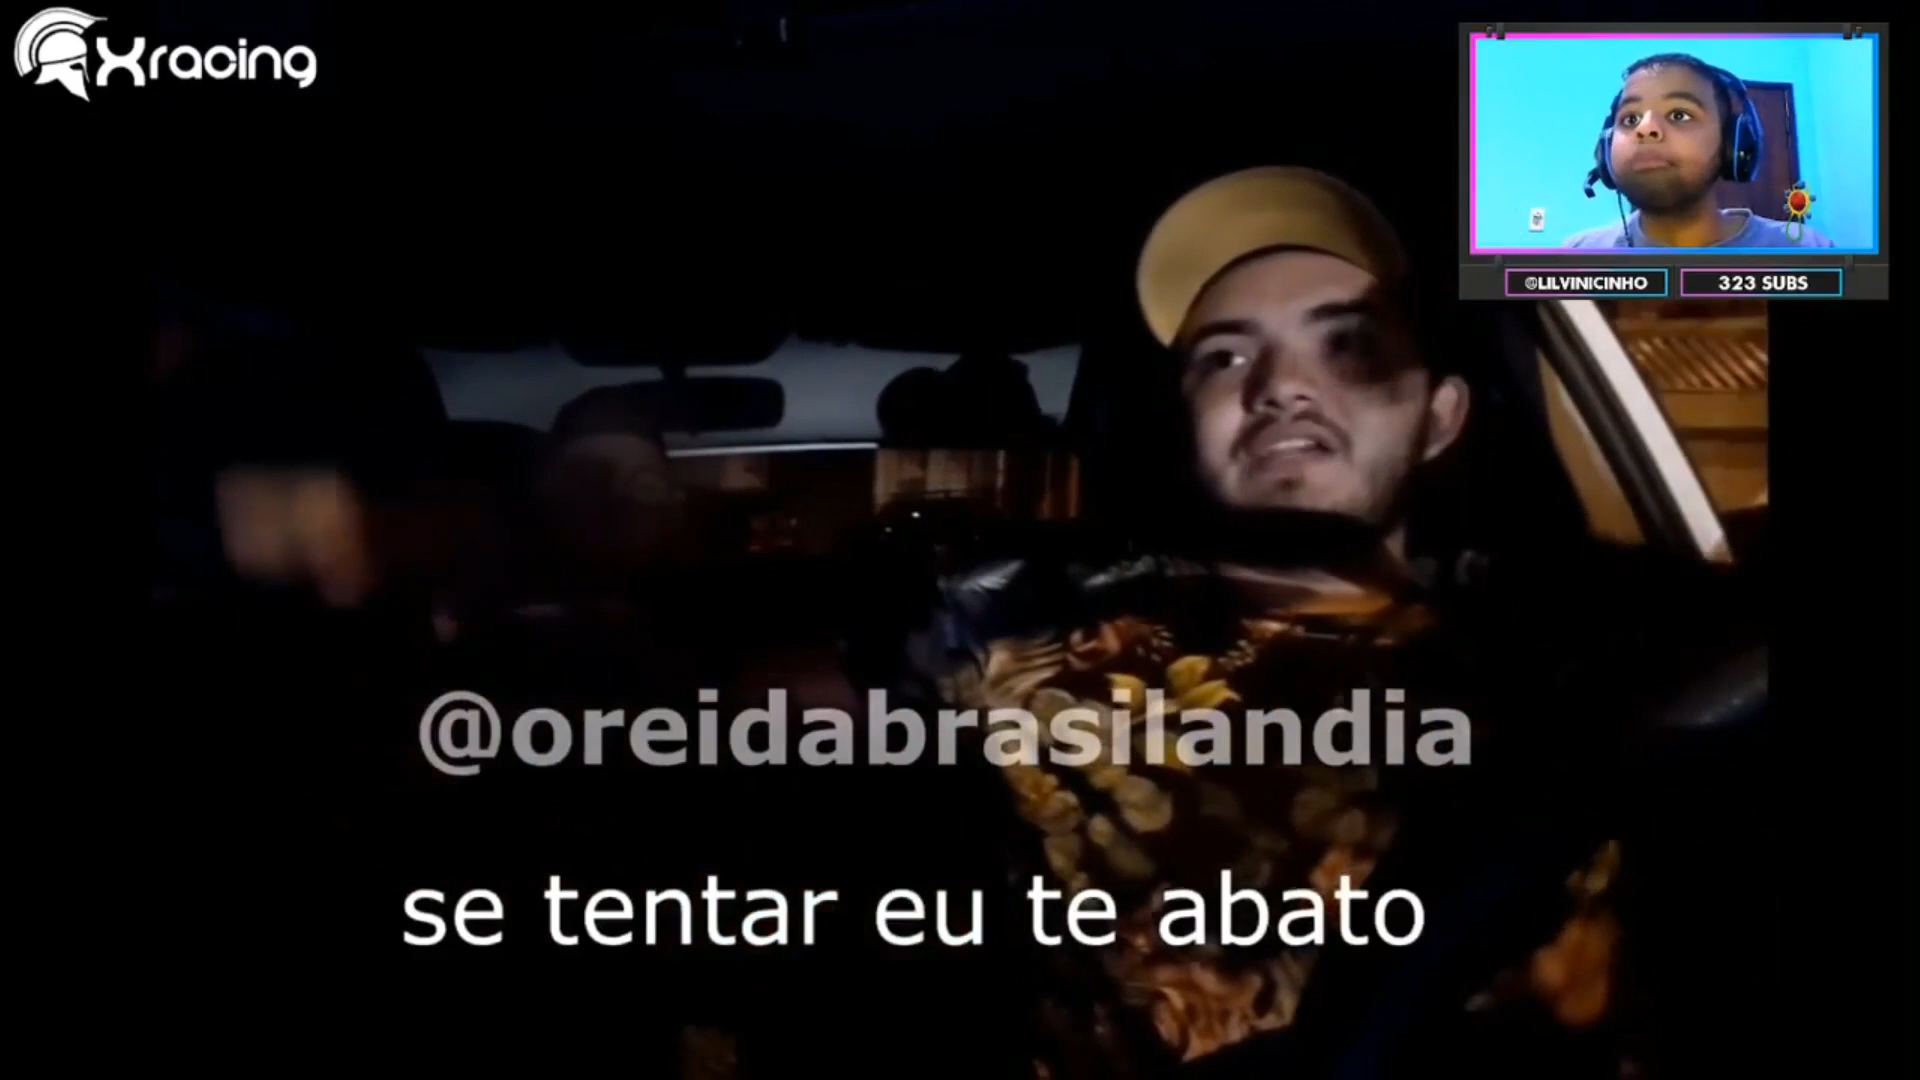 Xracing
@LILVINICINHO
323 SUBS
@oreidabrasilandia
se tentar eu te abato